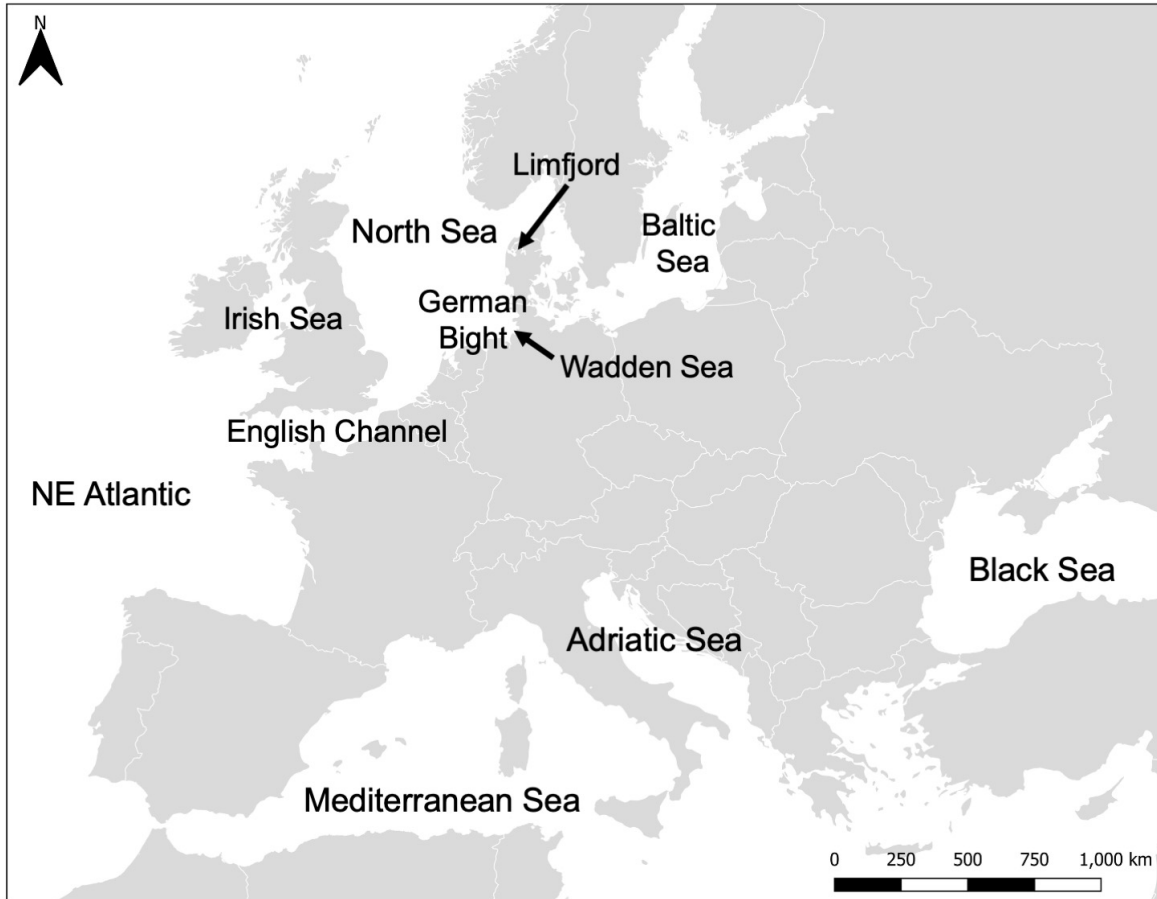 N
Limfjord
North Sea
Baltic
Sea
German
Bight
Irish Sea
Wadden Sea
English Channel
NE Atlantic
Black Sea
Adriatic Sea
Mediterranean Sea
0 250 500 750 1,000 km